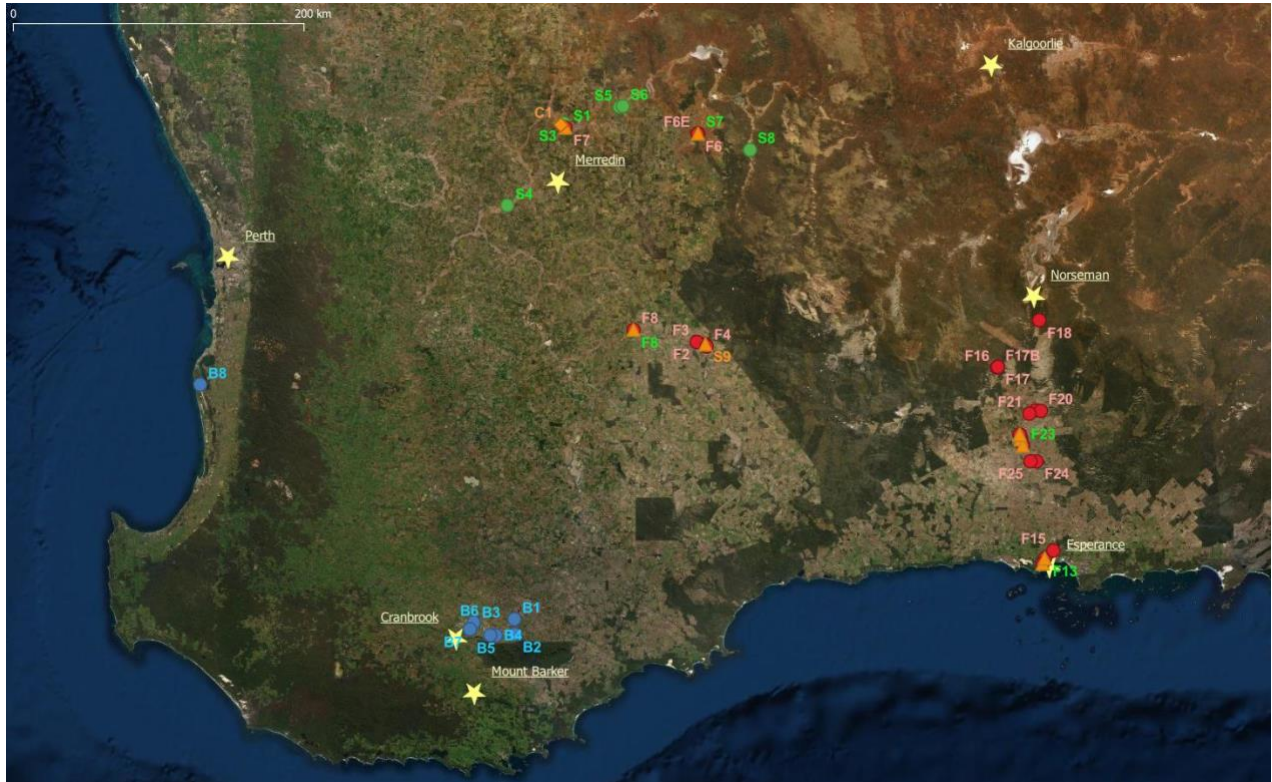 0 200 km
Kalgoorlie
S5 S6
C1 S1
S3 F7
F6E S7
F6
S8
Merredin
S4
Perth
Norseman
F8
F8
F3 F4
F2 S9
F18
F16 F17B
F17
B8
F21 F20
F23
F25 F24
F15 Esperance
F13
B6 B3 B1
Cranbrook
B4
B5 B2
Mount Barker